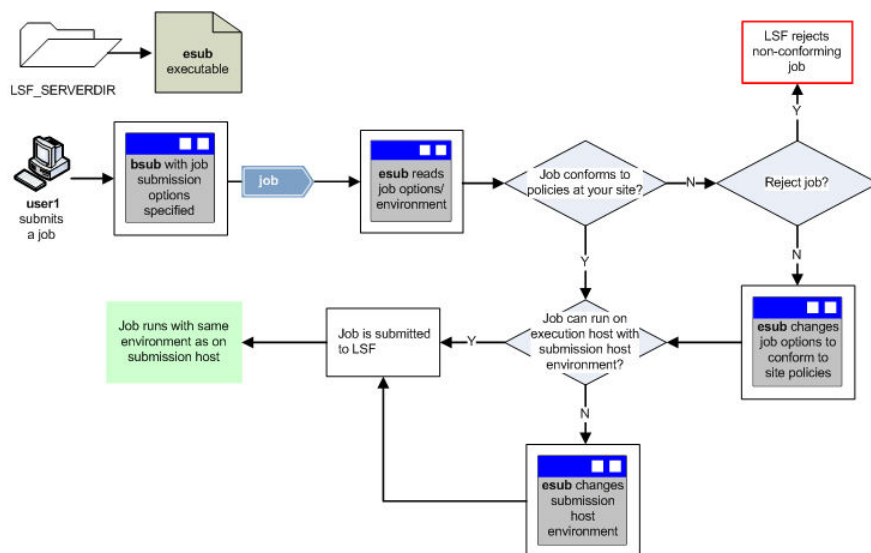 esub
executable
LSF_SERVERDIR
LSF rejects
non-conforming
job
Y
user1
submits
a job
bsub with job
submission
options
specified
job
esub reads
job options/
environment
Job conforms to
policies at your site?
N
Reject job?
Y
N
Job runs with same
environment as on
submission host
Job is submitted
to LSF
Y
Job can run on
execution host with
submission host
environment?
esub changes
job options to
conform to
site policies
N
esub changes
submission
host
environment